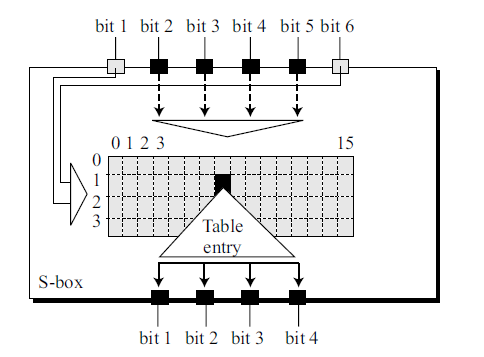 bit 1 bit 2 bit 3 bit 4 bit 5 bit 6
0 1 2 3 15
0
1
2
3
Table
entry
S-box
bit 1 bit 2 bit 3 bit 4